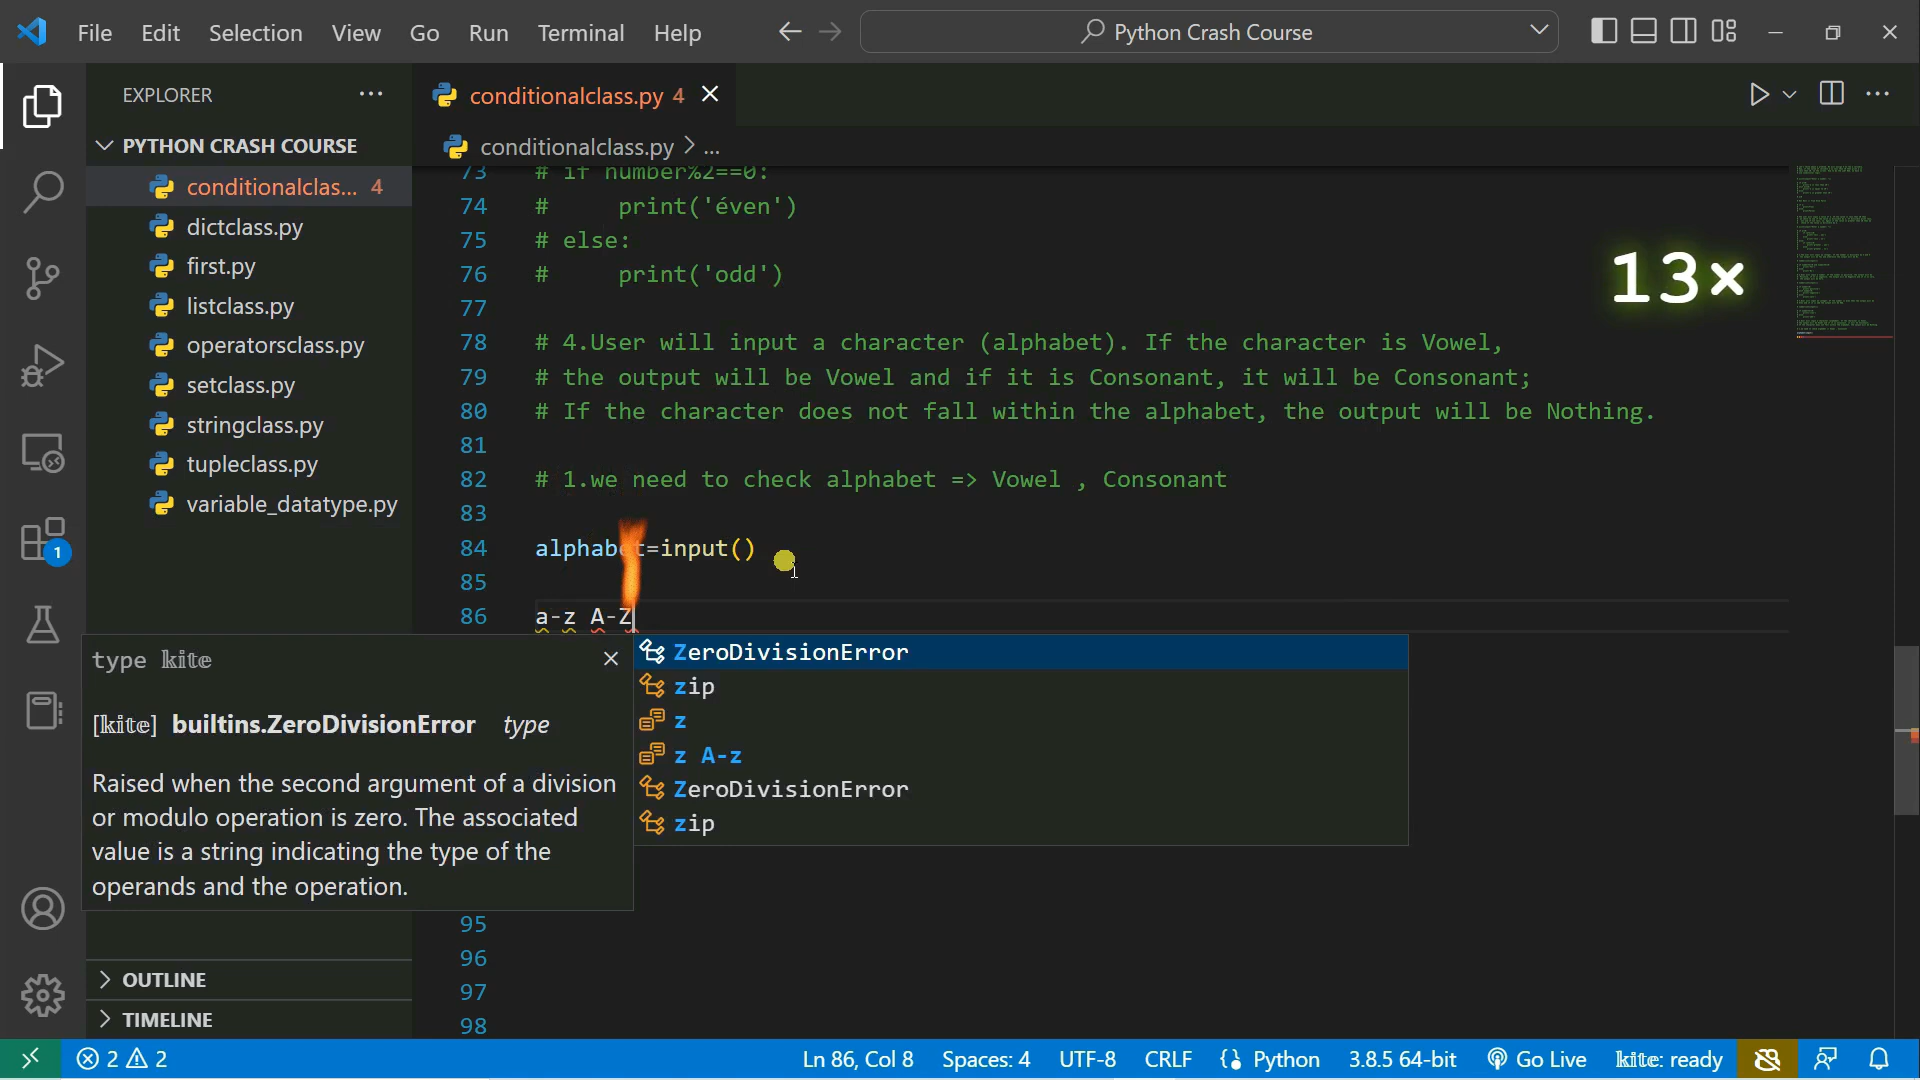 File Edit Selection View Go Run Terminal Help
Python Crash Course
EXPLORER
PYTHON CRASH COURSE
conditionalclas... 4
dictclass.py
first.py
listclass.py
operatorsclass.py
setclass.py
stringclass.py
tupleclass.py
variable_datatype.py
1
OUTLINE
TIMELINE
conditionalclass.py 4
conditionalclass.py > ...
73 # if number%2==0:
74 #     print('éven')
75 # else:
76 #     print('odd')
77
78 # 4.User will input a character (alphabet). If the character is Vowel,
79 # the output will be Vowel and if it is Consonant, it will be Consonant;
80 # If the character does not fall within the alphabet, the output will be Nothing.
81
82 # 1.we need to check alphabet => Vowel , Consonant
83
84 alphabet=input()
85
86 a-z A-Z
13×
ZeroDivisionError
zip
z
z A-z
ZeroDivisionError
zip
type kite
[kite] builtins.ZeroDivisionError type
Raised when the second argument of a division
or modulo operation is zero. The associated
value is a string indicating the type of the
operands and the operation.
95
96
97
98
2 2
Ln 86, Col 8 Spaces: 4 UTF-8 CRLF Python 3.8.5 64-bit Go Live kite: ready